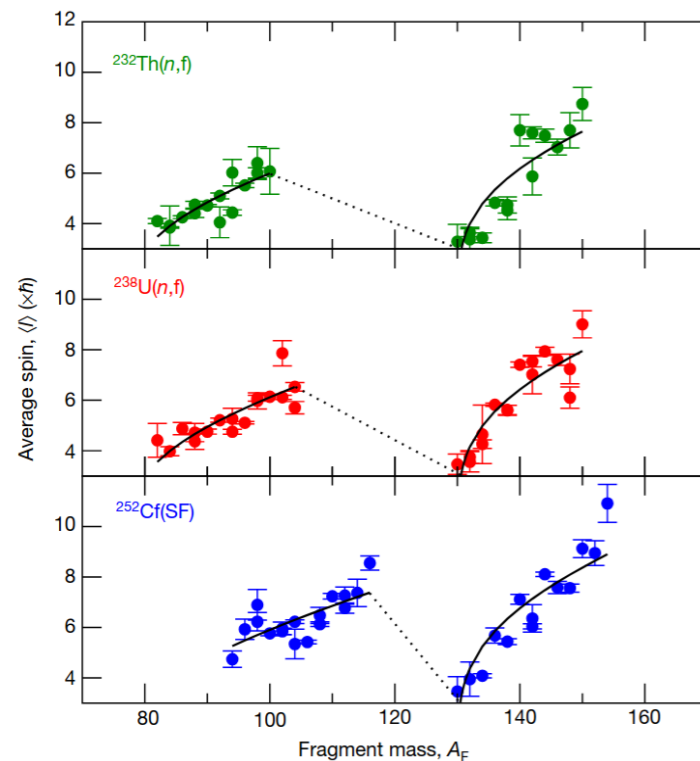 12
²³²Th(n,f)
10
8
6
4
²³⁸U(n,f)
10
8
6
4
Average spin, ⟨I⟩ (×ℏ)
²⁵²Cf(SF)
10
8
6
4
80 100 120 140 160
Fragment mass, A_F